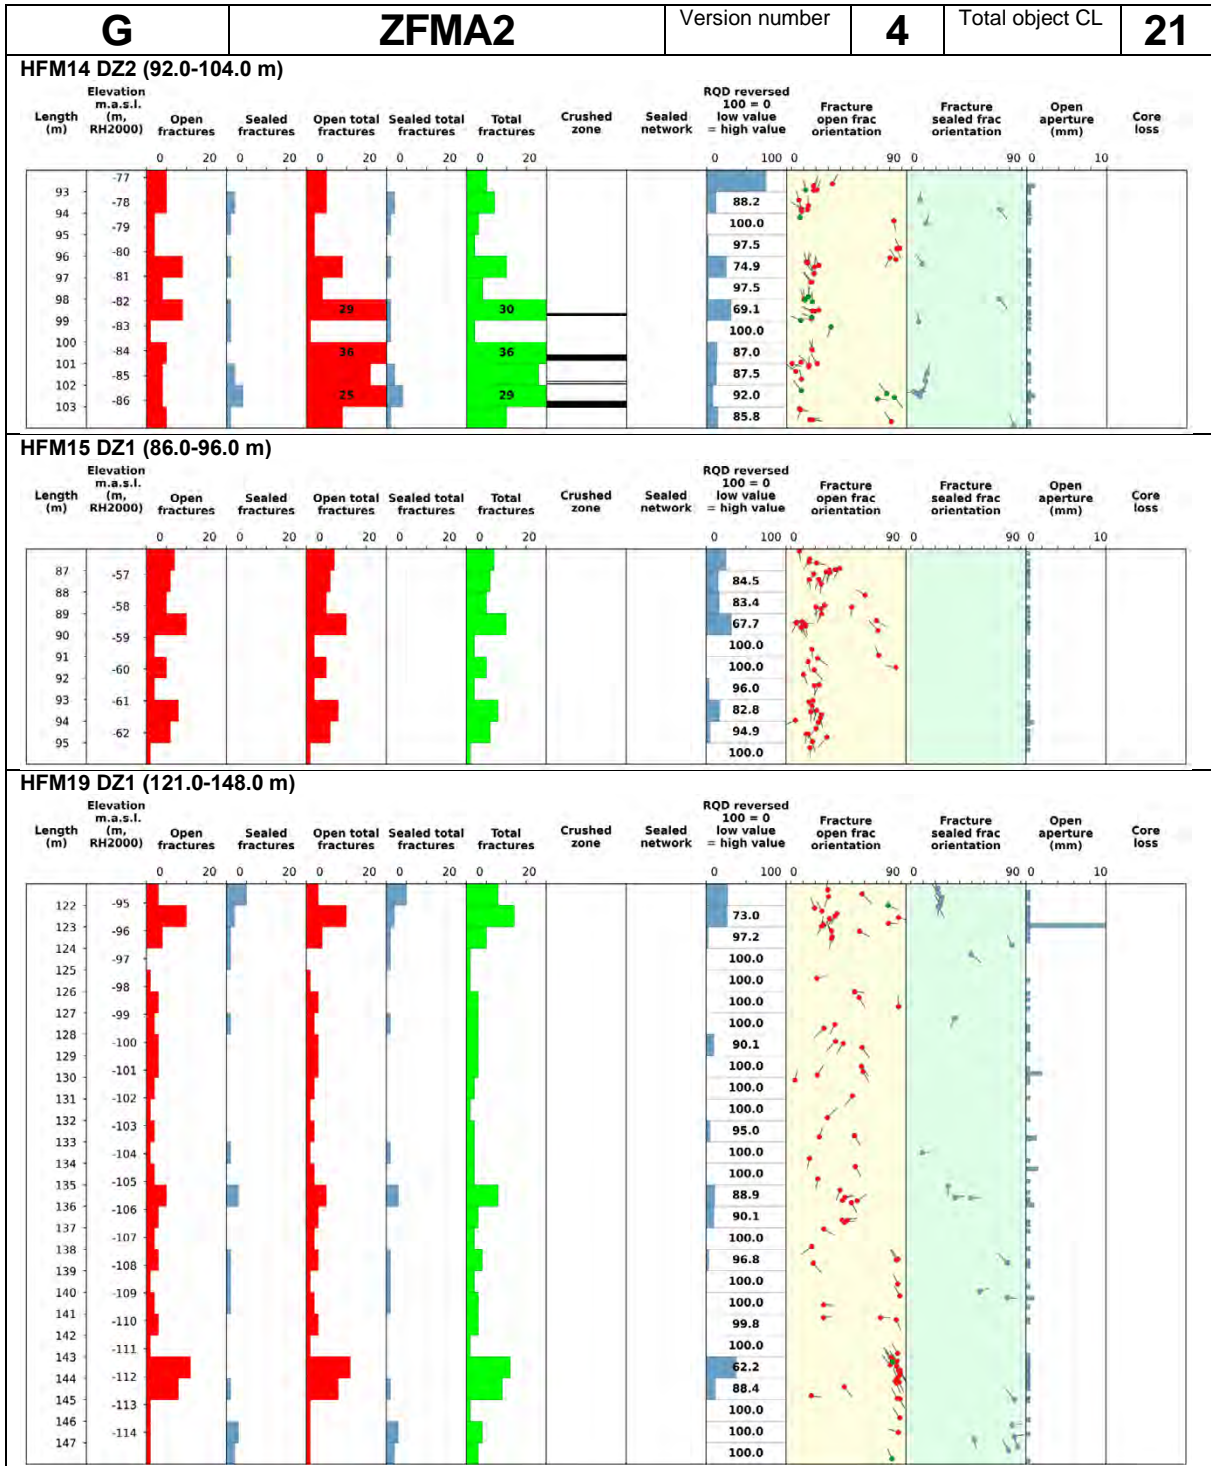 G ZFMA2 Version number 4 Total object CL 21
HFM14 DZ2 (92.0-104.0 m)
Length (m) Elevation m.a.s.l. (m, RH2000) Open fractures Sealed fractures Open total fractures Sealed total fractures Total fractures Crushed zone Sealed network RQD reversed 100 = 0 low value = high value Fracture open frac orientation Fracture sealed frac orientation Open aperture (mm) Core loss
0 20 0 20 0 20 0 20 0 20 0 100 0 90 0 90 0 10
-77
93 -78 88.2
94 -79 100.0
95 -80 97.5
96 -81 74.9
97 97.5
98 -82 29 30 69.1
99 -83 100.0
100 -84 36 36 87.0
101 -85 87.5
102 -86 25 29 92.0
103 85.8
HFM15 DZ1 (86.0-96.0 m)
Length (m) Elevation m.a.s.l. (m, RH2000) Open fractures Sealed fractures Open total fractures Sealed total fractures Total fractures Crushed zone Sealed network RQD reversed 100 = 0 low value = high value Fracture open frac orientation Fracture sealed frac orientation Open aperture (mm) Core loss
0 20 0 20 0 20 0 20 0 20 0 100 0 90 0 90 0 10
87 -57 84.5
88 -58 83.4
89 67.7
90 -59 100.0
91 -60 100.0
92 96.0
93 -61 82.8
94 -62 94.9
95 100.0
HFM19 DZ1 (121.0-148.0 m)
Length (m) Elevation m.a.s.l. (m, RH2000) Open fractures Sealed fractures Open total fractures Sealed total fractures Total fractures Crushed zone Sealed network RQD reversed 100 = 0 low value = high value Fracture open frac orientation Fracture sealed frac orientation Open aperture (mm) Core loss
0 20 0 20 0 20 0 20 0 20 0 100 0 90 0 90 0 10
122 -95 73.0
123 -96 97.2
124 -97 100.0
125 -98 100.0
126 100.0
127 -99 100.0
128 -100 90.1
129 -101 100.0
130 100.0
131 -102 100.0
132 -103 95.0
133 -104 100.0
134 100.0
135 -105 88.9
136 -106 90.1
137 -107 100.0
138 -108 96.8
139 100.0
140 -109 100.0
141 -110 99.8
142 -111 100.0
143 62.2
144 -112 88.4
145 -113 100.0
146 -114 100.0
147 100.0